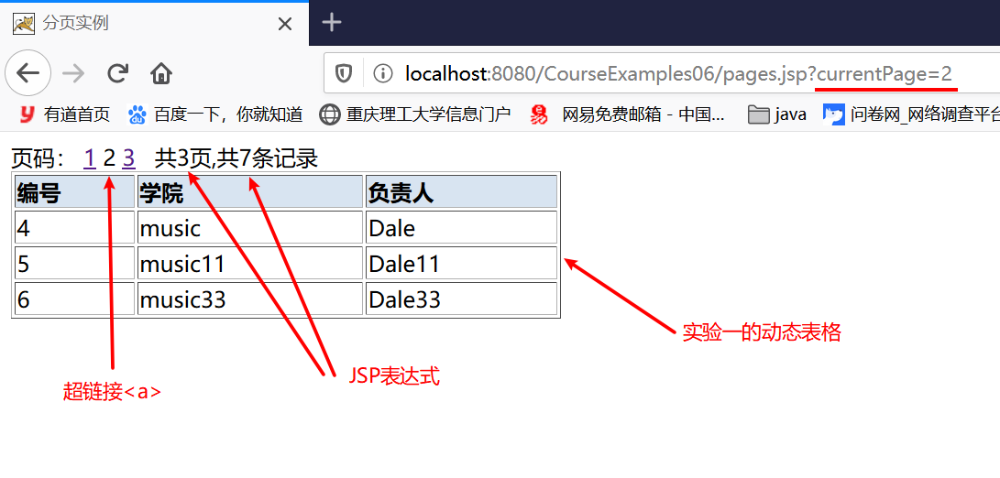 分页实例
localhost:8080/CourseExamples06/pages.jsp?currentPage=2
有道首页 百度一下，你就知道 重庆理工大学信息门户 易 网易免费邮箱 - 中国... java 问卷网_网络调查平台
页码： 1 2 3 共3页,共7条记录
编号 学院 负责人
4 music Dale
5 music11 Dale11
6 music33 Dale33
实验一的动态表格
JSP表达式
超链接<a>